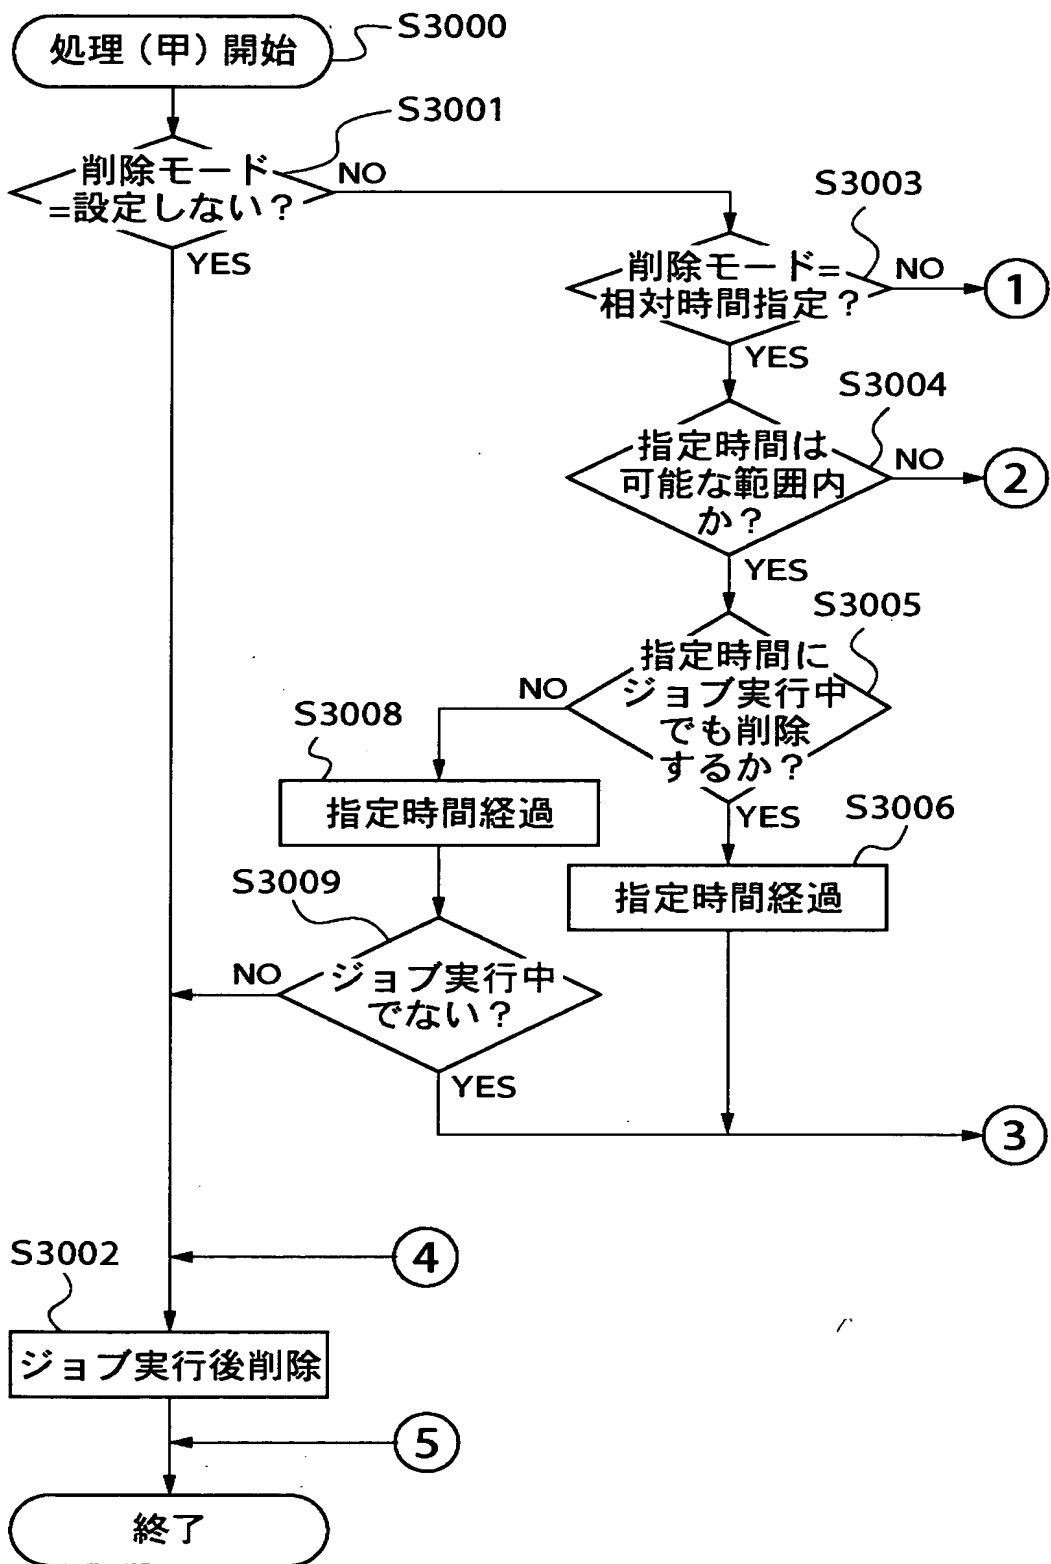 処理（甲）開始
S3000
S3001
削除モード
=設定しない？
NO
YES
S3003
削除モード=
相対時間指定？
NO
1
YES
S3004
指定時間は
可能な範囲内
か？
NO
2
YES
S3005
指定時間に
ジョブ実行中
でも削除
するか？
NO
YES
S3008
指定時間経過
S3006
指定時間経過
S3009
ジョブ実行中
でない？
NO
YES
3
4
S3002
ジョブ実行後削除
5
終了